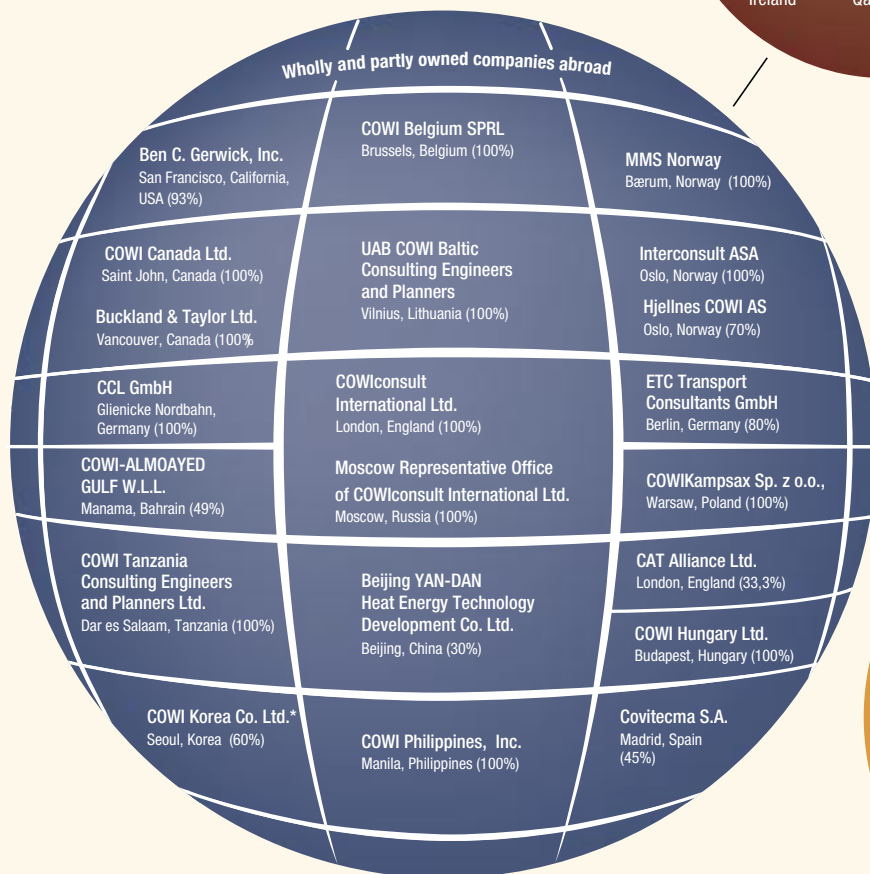 Ireland
Wholly and partly owned companies abroad
Ben C. Gerwick, Inc.
San Francisco, California,
USA (93%)
COWI Belgium SPRL
Brussels, Belgium (100%)
MMS Norway
Bærum, Norway (100%)
COWI Canada Ltd.
Saint John, Canada (100%)
Buckland & Taylor Ltd.
Vancouver, Canada (100%
UAB COWI Baltic
Consulting Engineers
and Planners
Vilnius, Lithuania (100%)
Interconsult ASA
Oslo, Norway (100%)
Hjellnes COWI AS
Oslo, Norway (70%)
CCL GmbH
Glienicke Nordbahn,
Germany (100%)
COWIconsult
International Ltd.
London, England (100%)
Moscow Representative Office
of COWIconsult International Ltd.
Moscow, Russia (100%)
ETC Transport
Consultants GmbH
Berlin, Germany (80%)
COWI-ALMOAYED
GULF W.L.L.
Manama, Bahrain (49%)
COWIKampsax Sp. z o.o.,
Warsaw, Poland (100%)
COWI Tanzania
Consulting Engineers
and Planners Ltd.
Dar es Salaam, Tanzania (100%)
Beijing YAN-DAN
Heat Energy Technology
Development Co. Ltd.
Beijing, China (30%)
CAT Alliance Ltd.
London, England (33,3%)
COWI Hungary Ltd.
Budapest, Hungary (100%)
COWI Korea Co. Ltd.*
Seoul, Korea (60%)
COWI Philippines, Inc.
Manila, Philippines (100%)
Covitecma S.A.
Madrid, Spain
(45%)